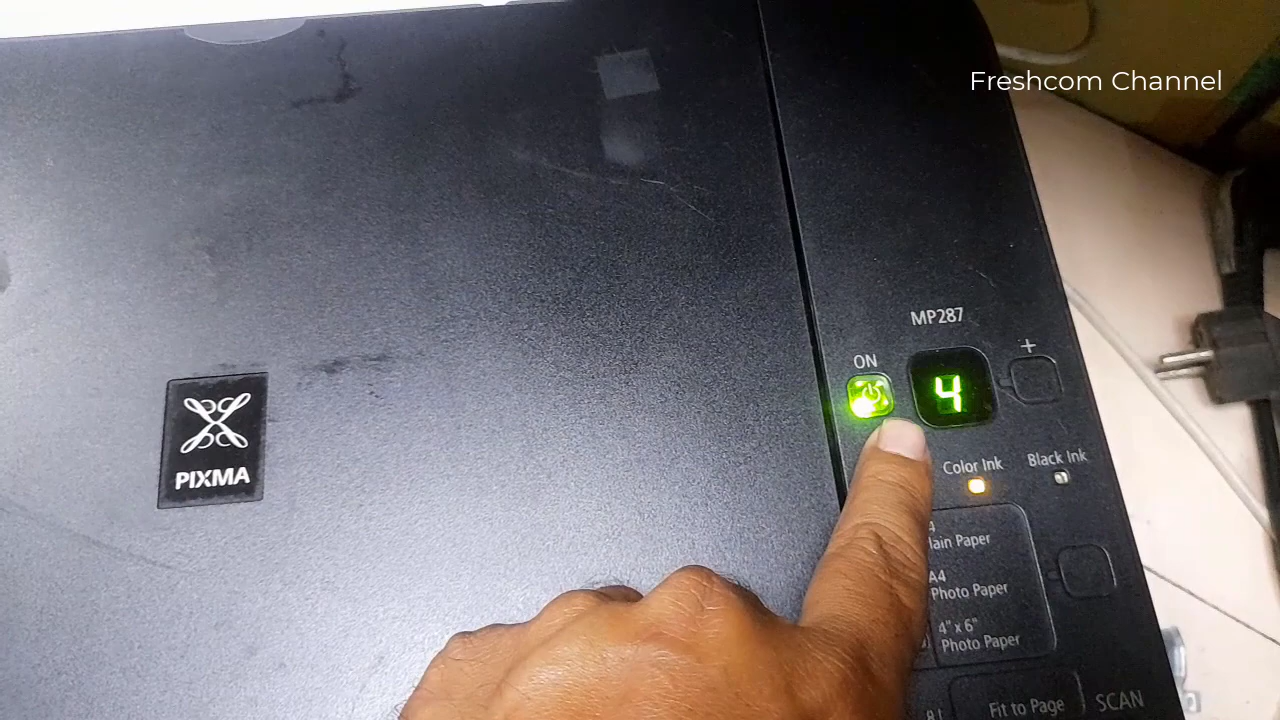 Freshcom Channel
MP287
ON
4
+
Color Ink
Black Ink
PIXMA
Plain Paper
A4
Photo Paper
4" x 6"
Photo Paper
Fit to Page
SCAN